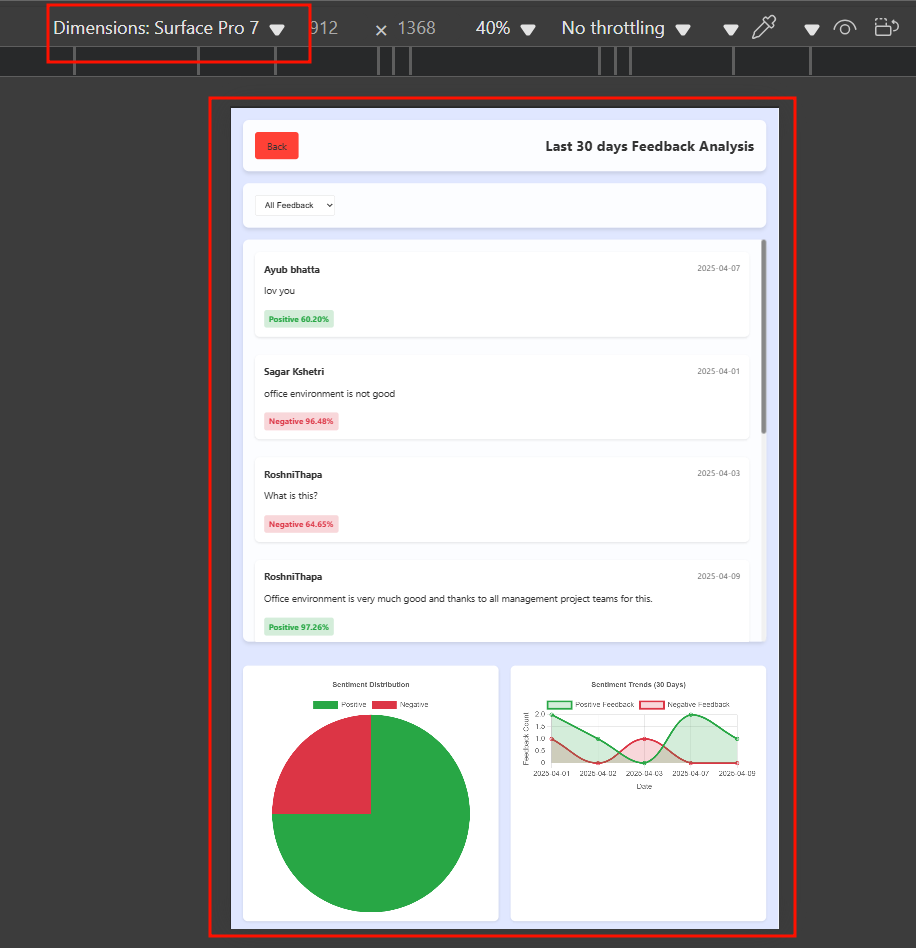 Dimensions: Surface Pro 7 912 × 1368 40% No throttling
Back Last 30 days Feedback Analysis
All Feedback
Ayub bhatta 2025-04-07
lov you
Positive 60.20%
Sagar Kshetri 2025-04-01
office environment is not good
Negative 96.48%
RoshniThapa 2025-04-03
What is this?
Negative 64.65%
RoshniThapa 2025-04-09
Office environment is very much good and thanks to all management project teams for this.
Positive 97.26%
Sentiment Distribution
Positive Negative
Sentiment Trends (30 Days)
Positive Feedback Negative Feedback
Feedback Count
2.0
1.5
1.0
0.5
0
2025-04-01 2025-04-02 2025-04-03 2025-04-07 2025-04-09
Date